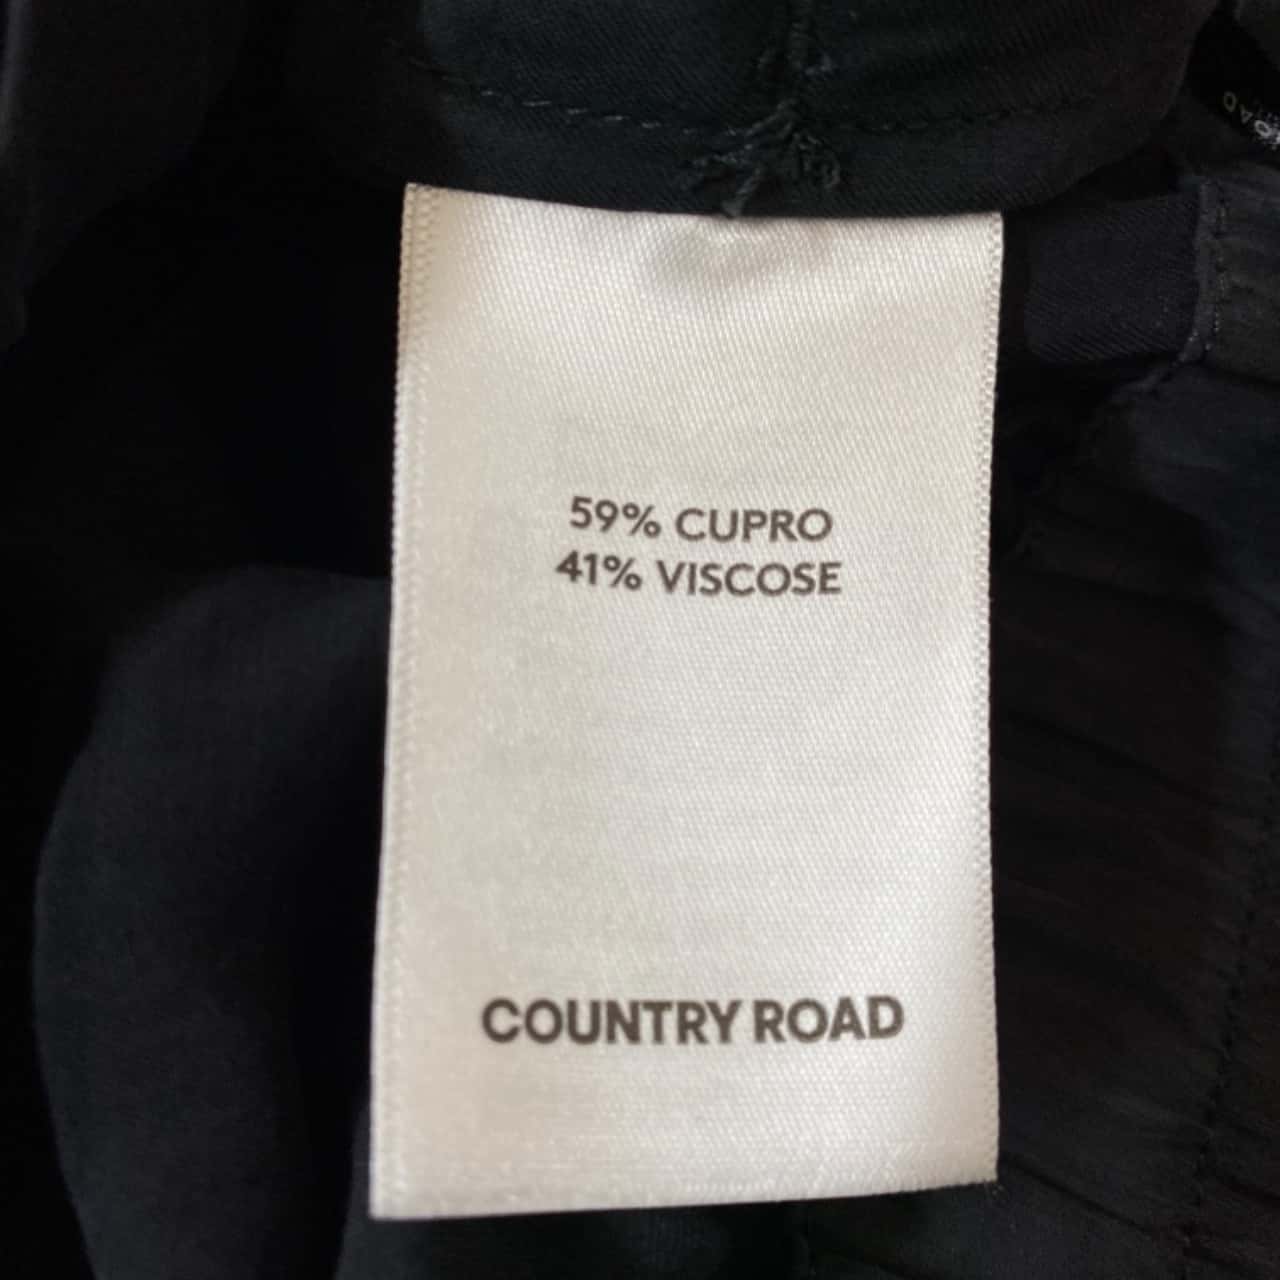 59% CUPRO
41% VISCOSE
COUNTRY ROAD